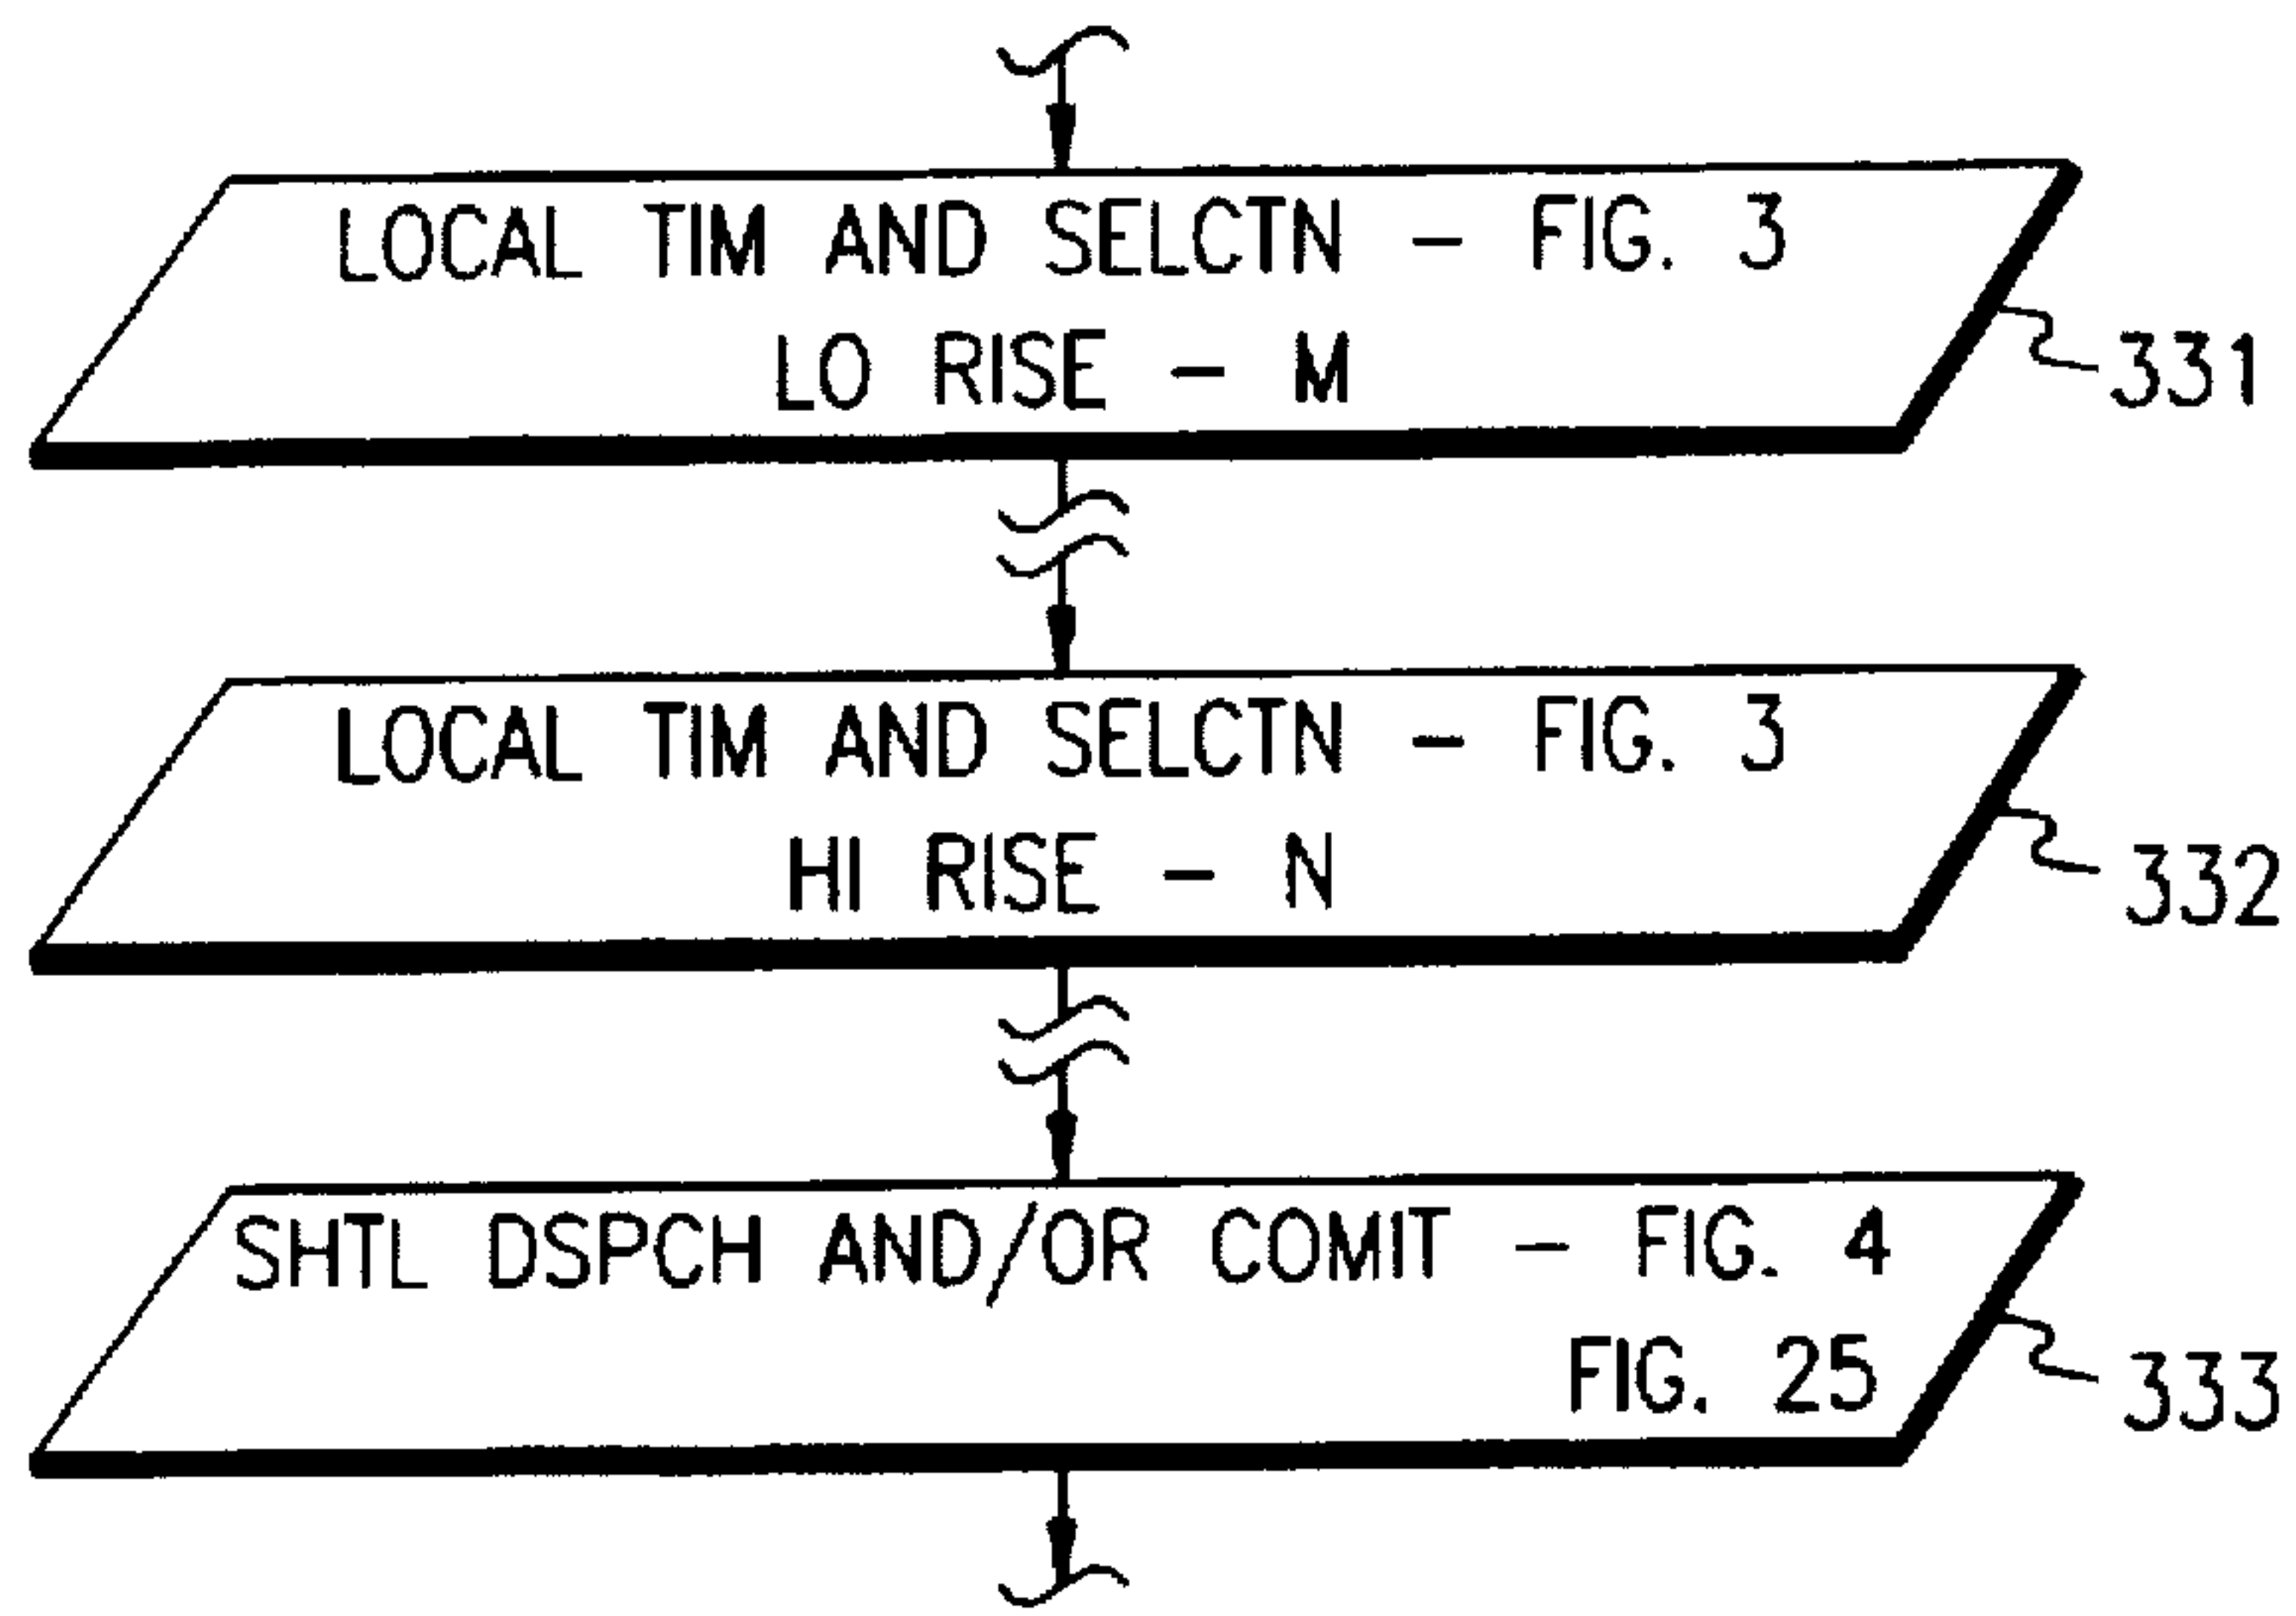 LOCAL TIM AND SELCTN - FIG. 3
LO RISE - M
331
LOCAL TIM AND SELCTN - FIG. 3
HI RISE - N
332
SHTL DSPCH AND/OR COMIT - FIG. 4
FIG. 25
333